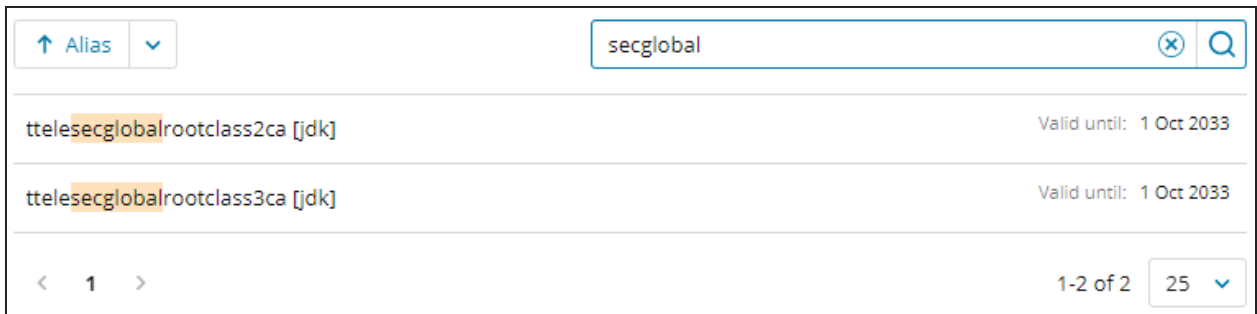 Alias
secglobal
ttelesecglobalrootclass2ca [jdk]
Valid until: 1 Oct 2033
ttelesecglobalrootclass3ca [jdk]
Valid until: 1 Oct 2033
1
1-2 of 2
25